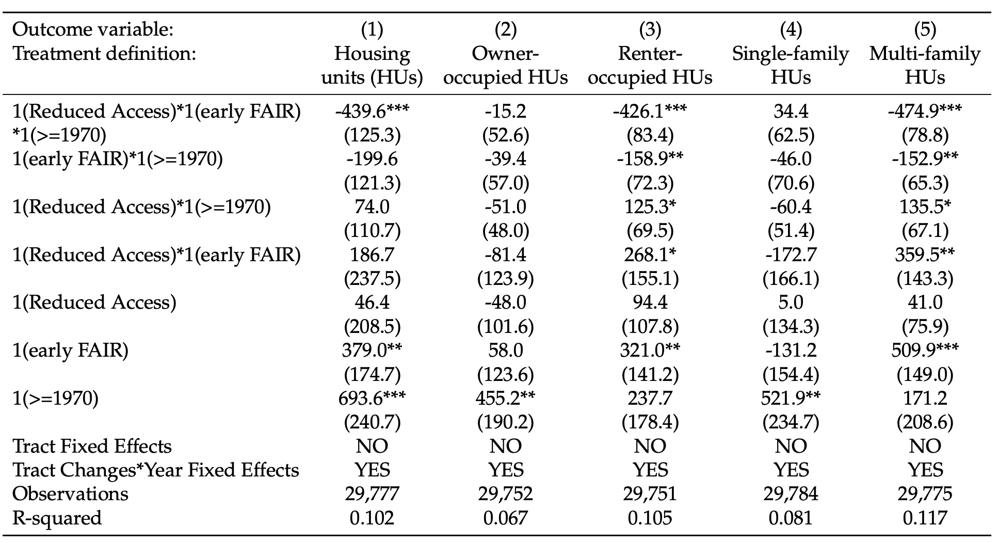 Outcome variable: (1) (2) (3) (4) (5)
Treatment definition: Housing Owner- Renter- Single-family Multi-family
units (HUs) occupied HUs occupied HUs HUs HUs
1(Reduced Access)*1(early FAIR) -439.6*** -15.2 -426.1*** 34.4 -474.9***
*1(>=1970) (125.3) (52.6) (83.4) (62.5) (78.8)
1(early FAIR)*1(>=1970) -199.6 -39.4 -158.9** -46.0 -152.9**
(121.3) (57.0) (72.3) (70.6) (65.3)
1(Reduced Access)*1(>=1970) 74.0 -51.0 125.3* -60.4 135.5*
(110.7) (48.0) (69.5) (51.4) (67.1)
1(Reduced Access)*1(early FAIR) 186.7 -81.4 268.1* -172.7 359.5**
(237.5) (123.9) (155.1) (166.1) (143.3)
1(Reduced Access) 46.4 -48.0 94.4 5.0 41.0
(208.5) (101.6) (107.8) (134.3) (75.9)
1(early FAIR) 379.0** 58.0 321.0** -131.2 509.9***
(174.7) (123.6) (141.2) (154.4) (149.0)
1(>=1970) 693.6*** 455.2** 237.7 521.9** 171.2
(240.7) (190.2) (178.4) (234.7) (208.6)
Tract Fixed Effects NO NO NO NO NO
Tract Changes*Year Fixed Effects YES YES YES YES YES
Observations 29,777 29,752 29,751 29,784 29,775
R-squared 0.102 0.067 0.105 0.081 0.117